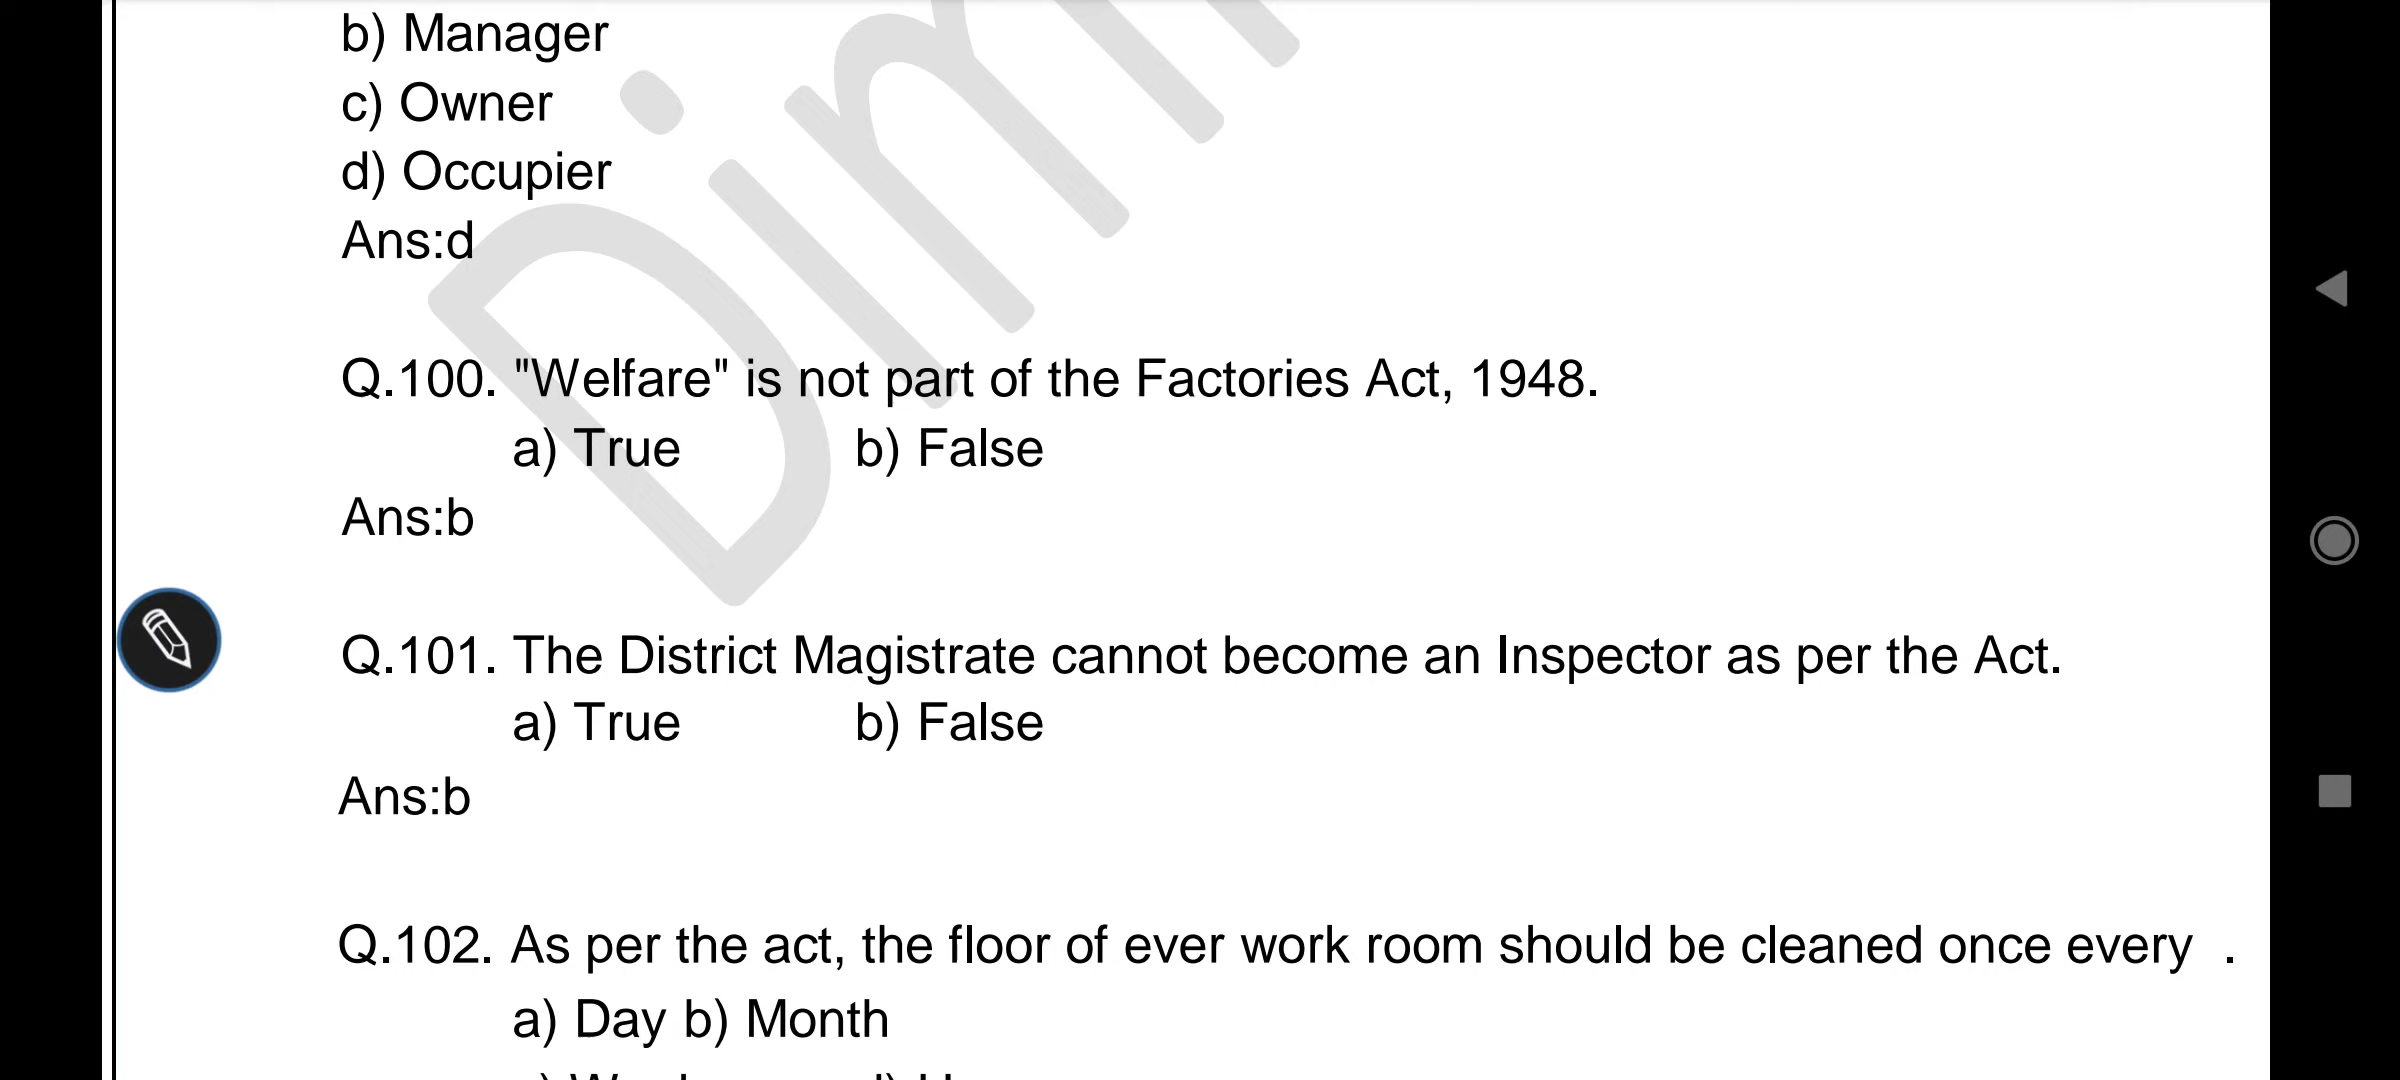 b) Manager
c) Owner
d) Occupier
Ans:d
Q.100. "Welfare" is not part of the Factories Act, 1948.
a) True b) False
Ans:b
Q.101. The District Magistrate cannot become an Inspector as per the Act.
a) True b) False
Ans:b
Q.102. As per the act, the floor of ever work room should be cleaned once every .
a) Day b) Month